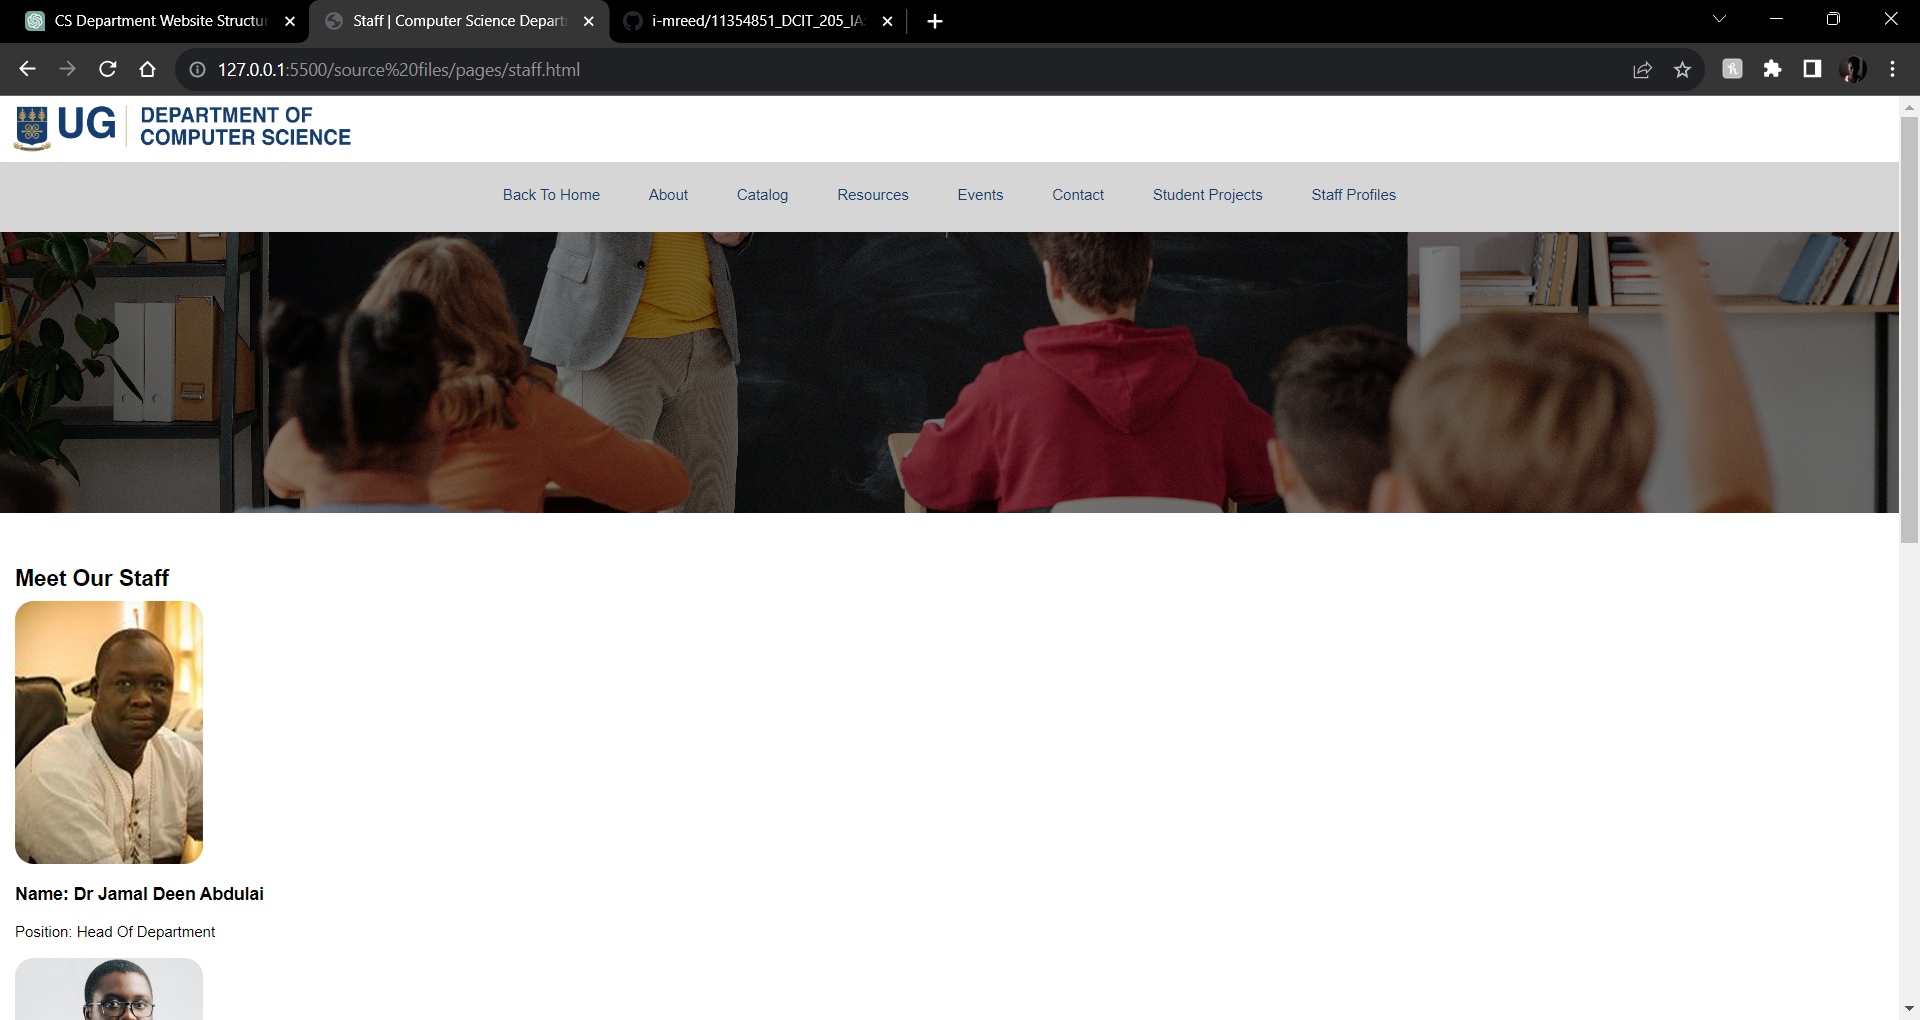 CS Department Website Structu
Staff | Computer Science Depart
i-mreed/11354851_DCIT_205_IA
127.0.0.1:5500/source%20files/pages/staff.html
UG
DEPARTMENT OF
COMPUTER SCIENCE
Back To Home About Catalog Resources Events Contact Student Projects Staff Profiles
Meet Our Staff
Name: Dr Jamal Deen Abdulai
Position: Head Of Department